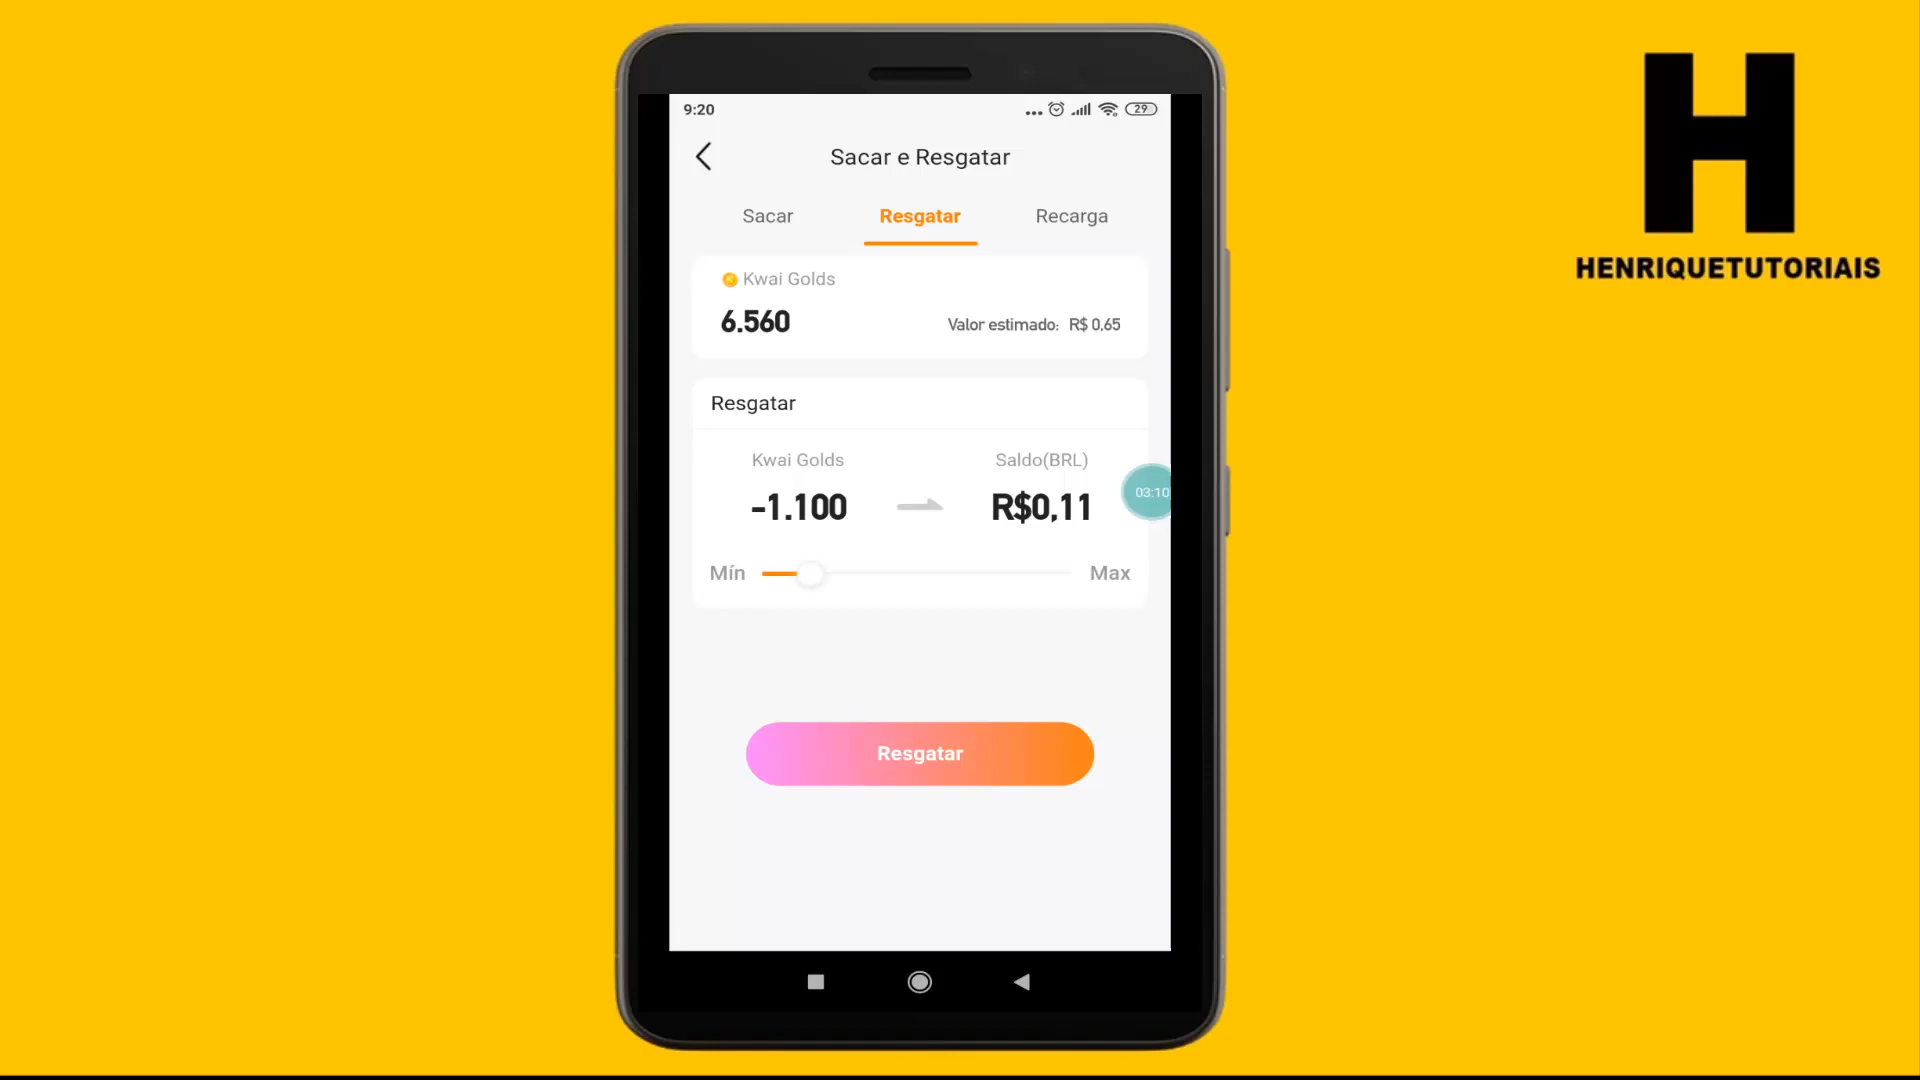 H
HENRIQUETUTORIAIS
9:20
29
Sacar e Resgatar
Sacar
Resgatar
Recarga
Kwai Golds
6.560
Valor estimado: R$ 0,65
Resgatar
Kwai Golds
Saldo(BRL)
-1.100
R$0,11
03:10
Mín
Max
Resgatar